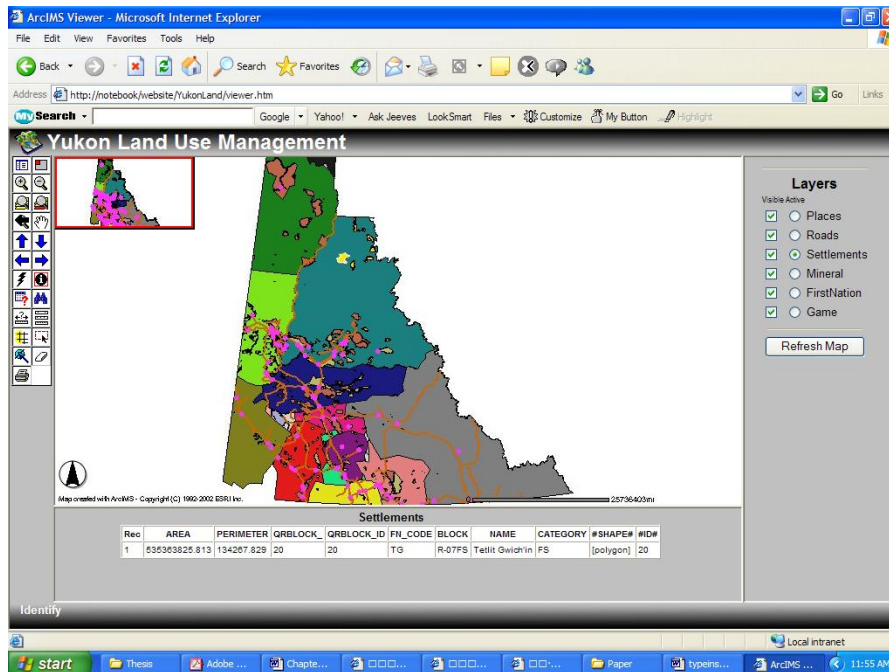 ArcIMS Viewer - Microsoft Internet Explorer
File Edit View Favorites Tools Help
Back Search Favorites
Address http://notebook/website/YukonLand/viewer.htm Go Links
My Search Google Yahoo! Ask Jeeves LookSmart Files Customize My Button Highlight
Yukon Land Use Management
Layers
Visible Active
Places
Roads
Settlements
Mineral
FirstNation
Game
Refresh Map
Map created with ArcIMS - Copyright (C) 1992-2002 ESRI Inc.
0 25736403mi
Settlements
Rec AREA PERIMETER QRBLOCK_ QRBLOCK_ID FN_CODE BLOCK NAME CATEGORY #SHAPE# #ID#
1 535363825.813 134267.829 20 20 TG R-07FS Tetlit Gwich'in FS [polygon] 20
Identify
Local intranet
start Thesis Adobe ... Chapte... Paper typeins... ArcIMS ... 11:55 AM